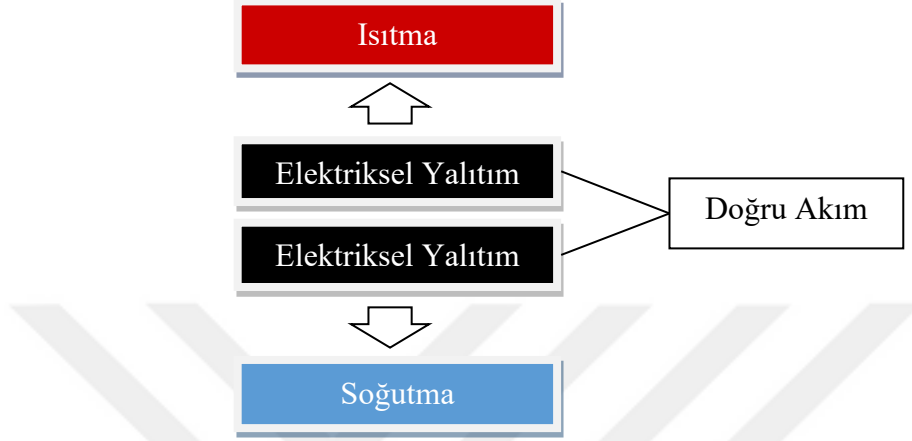 Isıtma
Elektriksel Yalıtım
Doğru Akım
Elektriksel Yalıtım
Soğutma